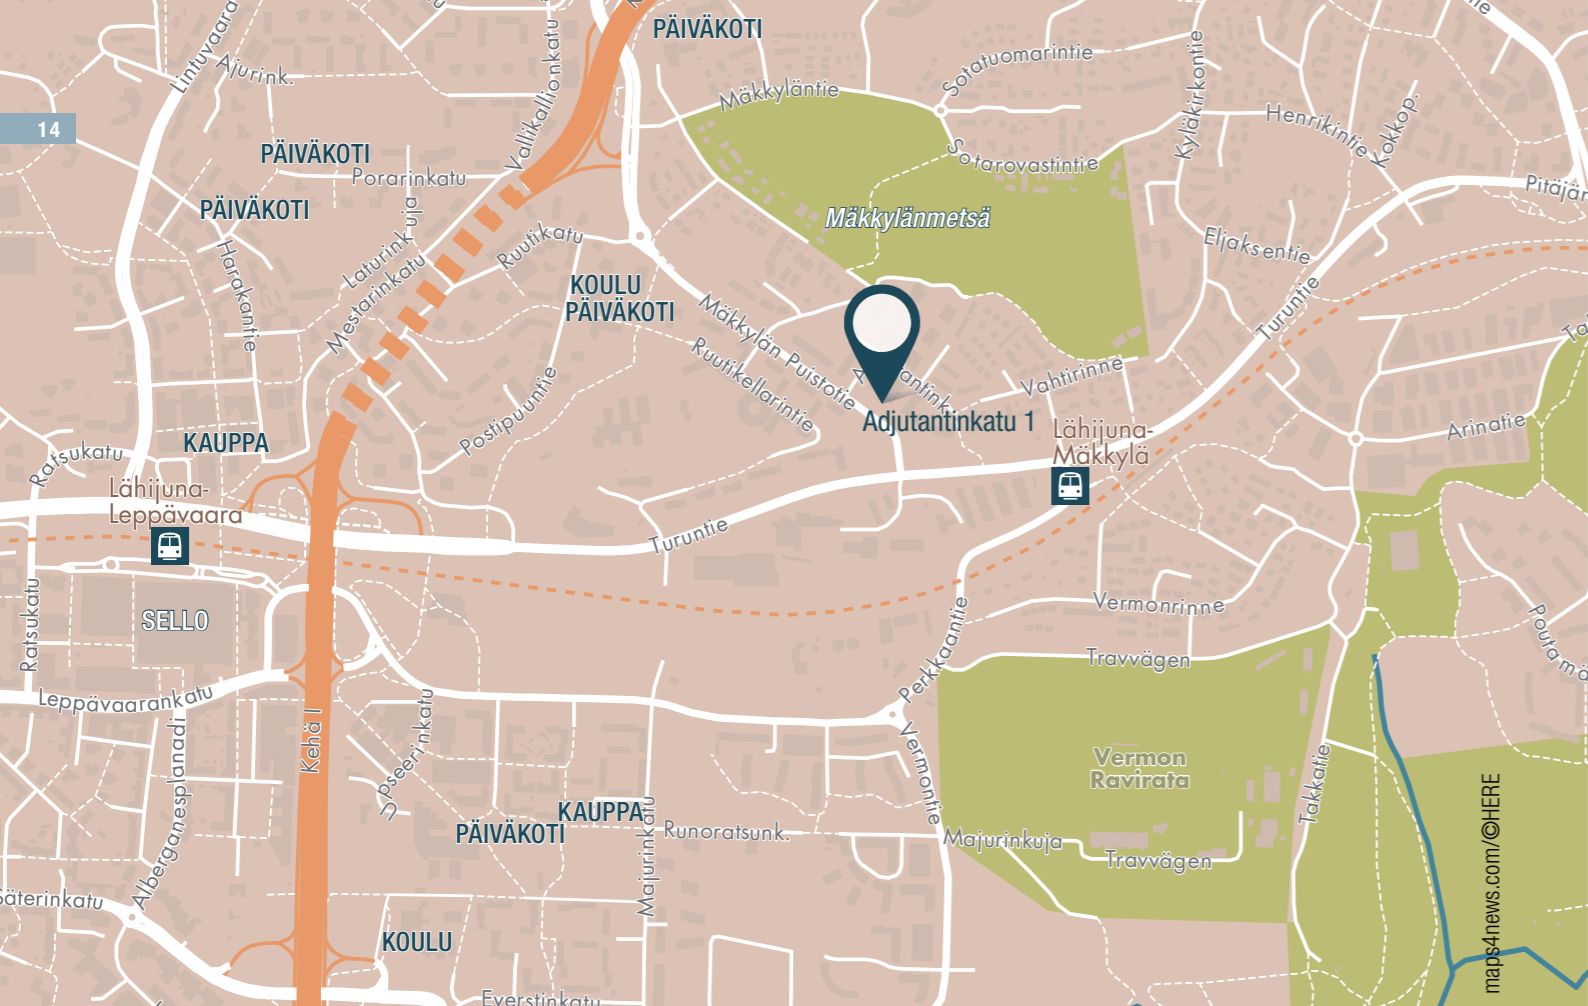 PÄIVÄKOTI
Lintuvaara
Ajurink.
Vallikallionkatu
Mäkkyläntie
Sotatuomarintie
Kyläkirkontie
Henrikintie
Kokkop.
14
PÄIVÄKOTI
Porarinkatu
Sotarovastintie
Pitäjän
PÄIVÄKOTI
Mäkkylänmetsä
Harakantie
Laturinkuja
Mestarinkatu
Ruutikatu
Eljaksentie
KOULU
PÄIVÄKOTI
Mäkkylän Puistotie
Ruutikellarintie
Turuntie
antink.
Vahtirinne
Adjutantinkatu 1
Postipuuntie
KAUPPA
Ratsukatu
Lähijuna-
Mäkkylä
Arinatie
Lähijuna-
Leppävaara
Turuntie
Ratsukatu
SELLO
Vermonrinne
Perkkaantie
Travvägen
Leppävaarankatu
Kehä I
Vermontie
Vermon
Ravirata
Takkatie
Alberganesplanadi
KAUPPA
PÄIVÄKOTI
Majurinkatu
Runoratsunk.
Majurinkuja
Travvägen
KOULU
Everstinkatu
maps4news.com/©HERE